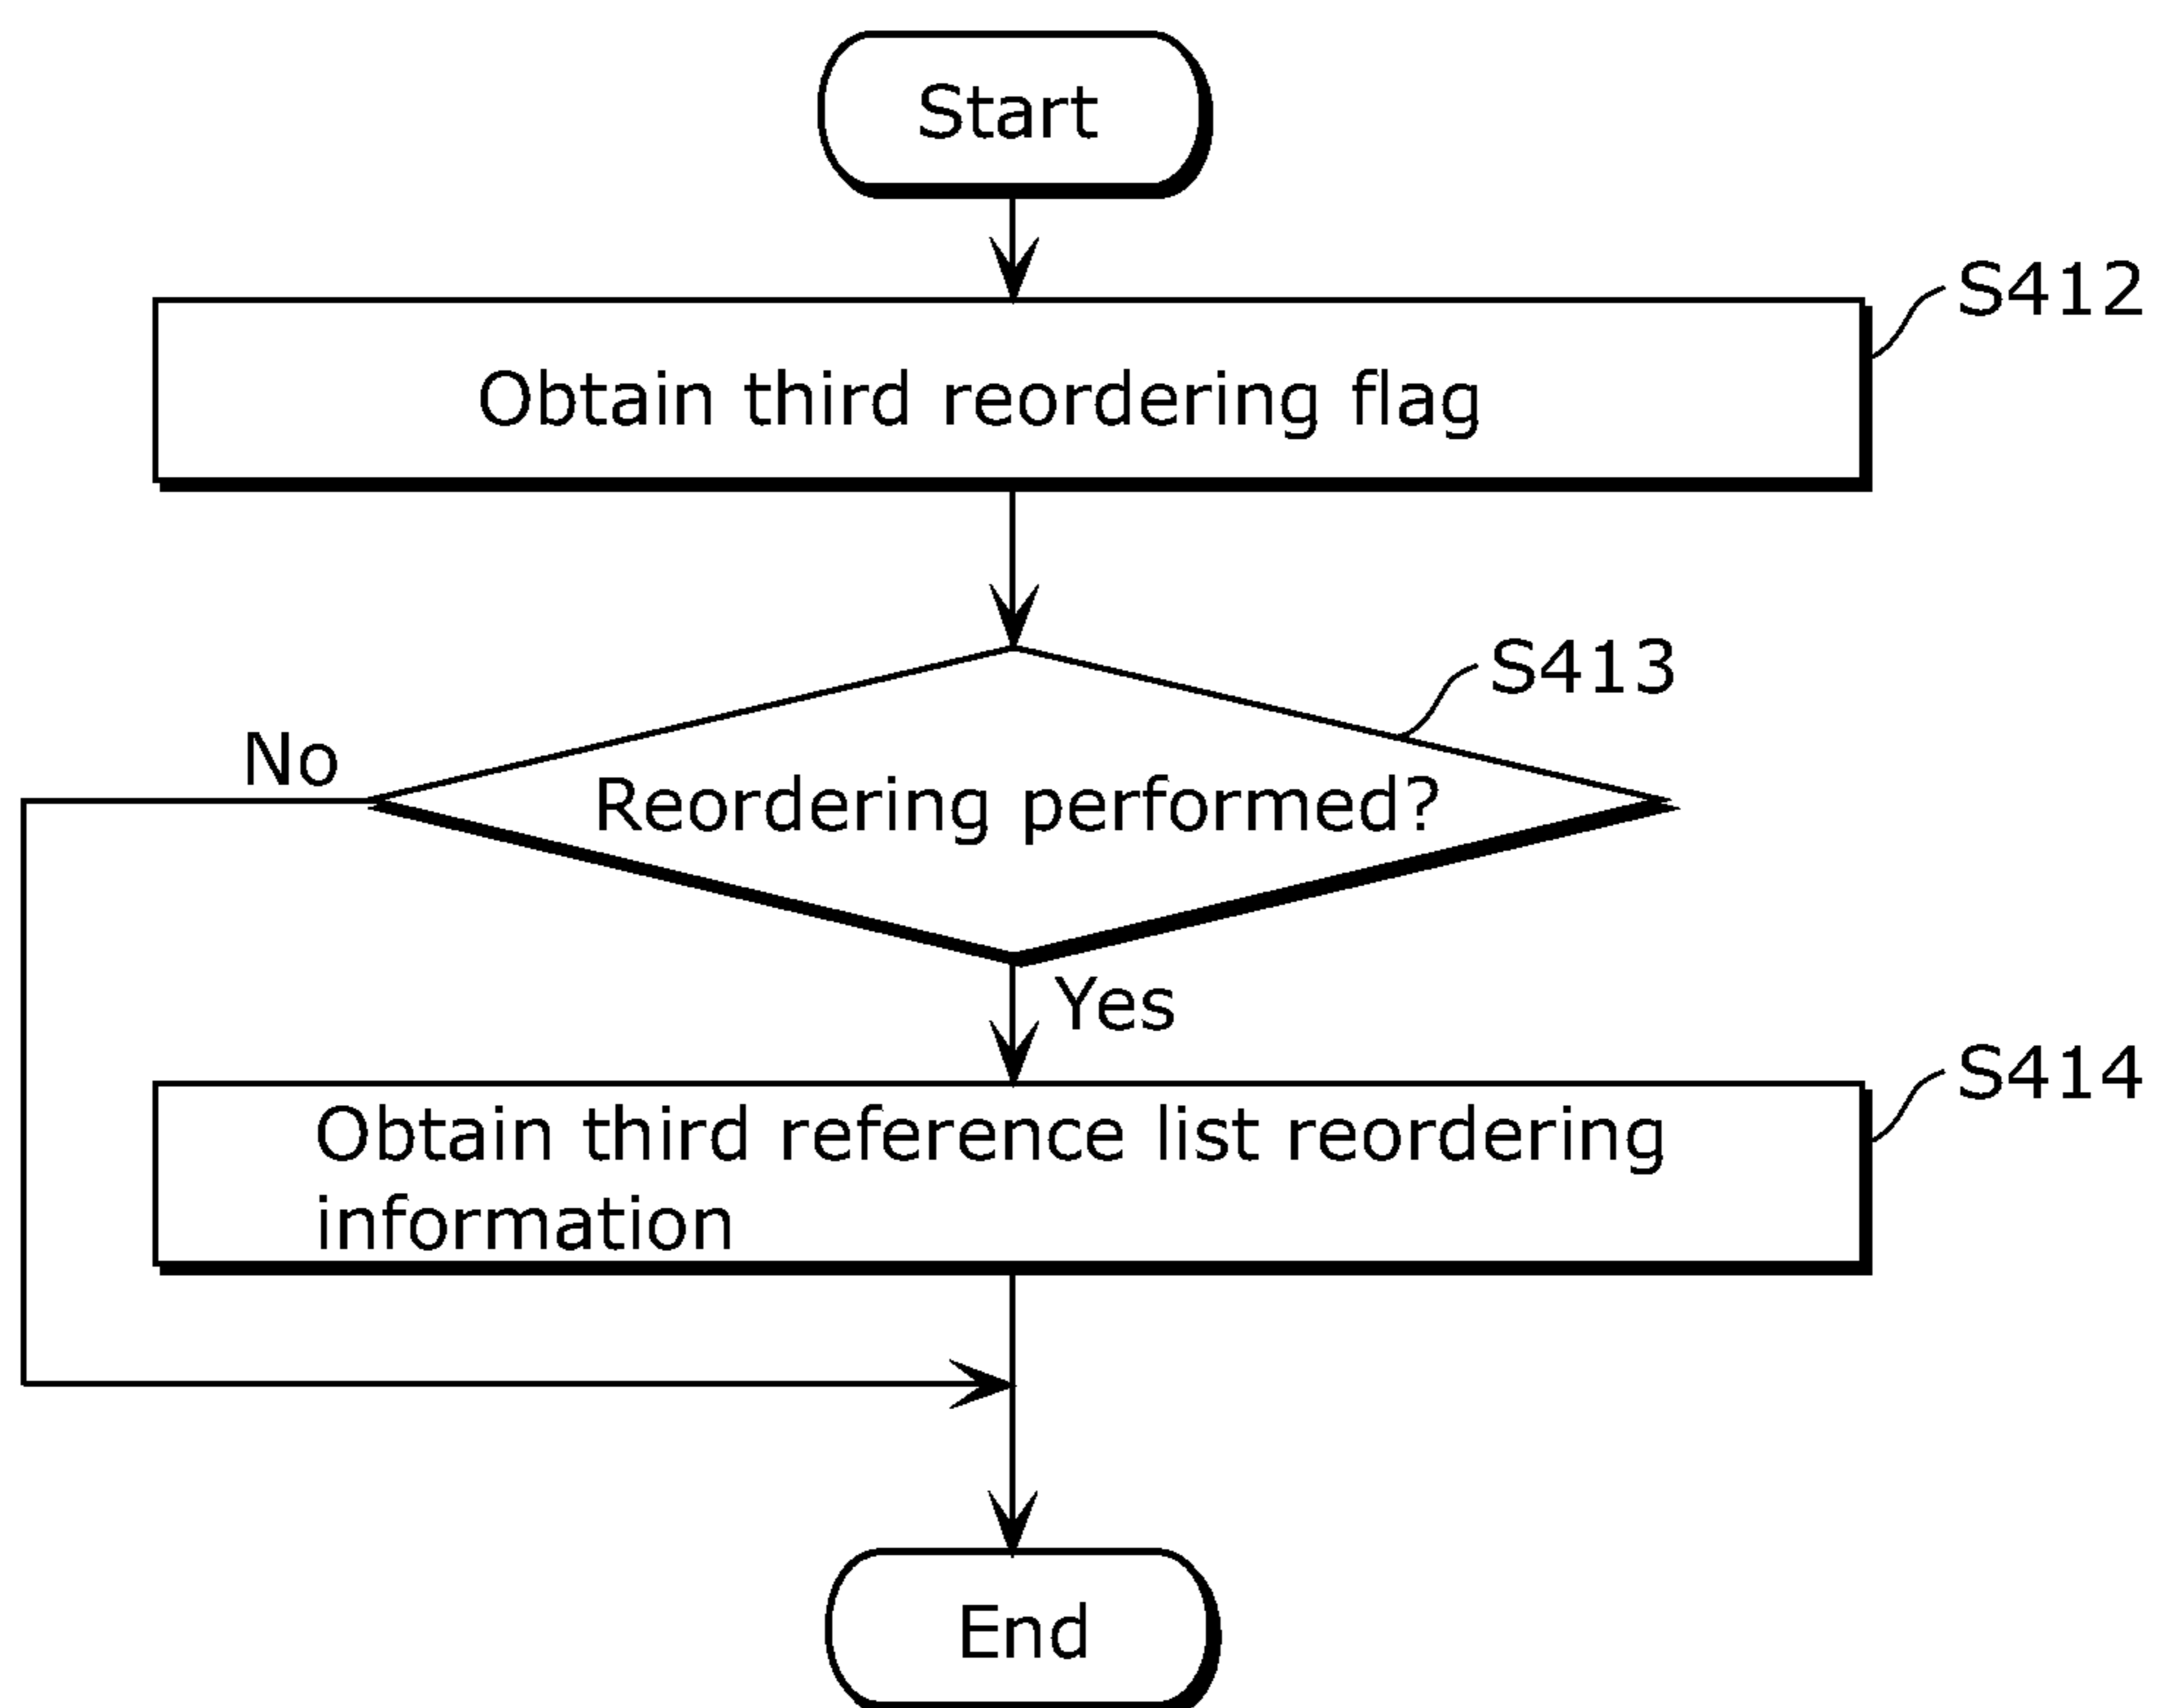 Start
S412
Obtain third reordering flag
S413
No
Reordering performed?
Yes
S414
Obtain third reference list reordering
information
End